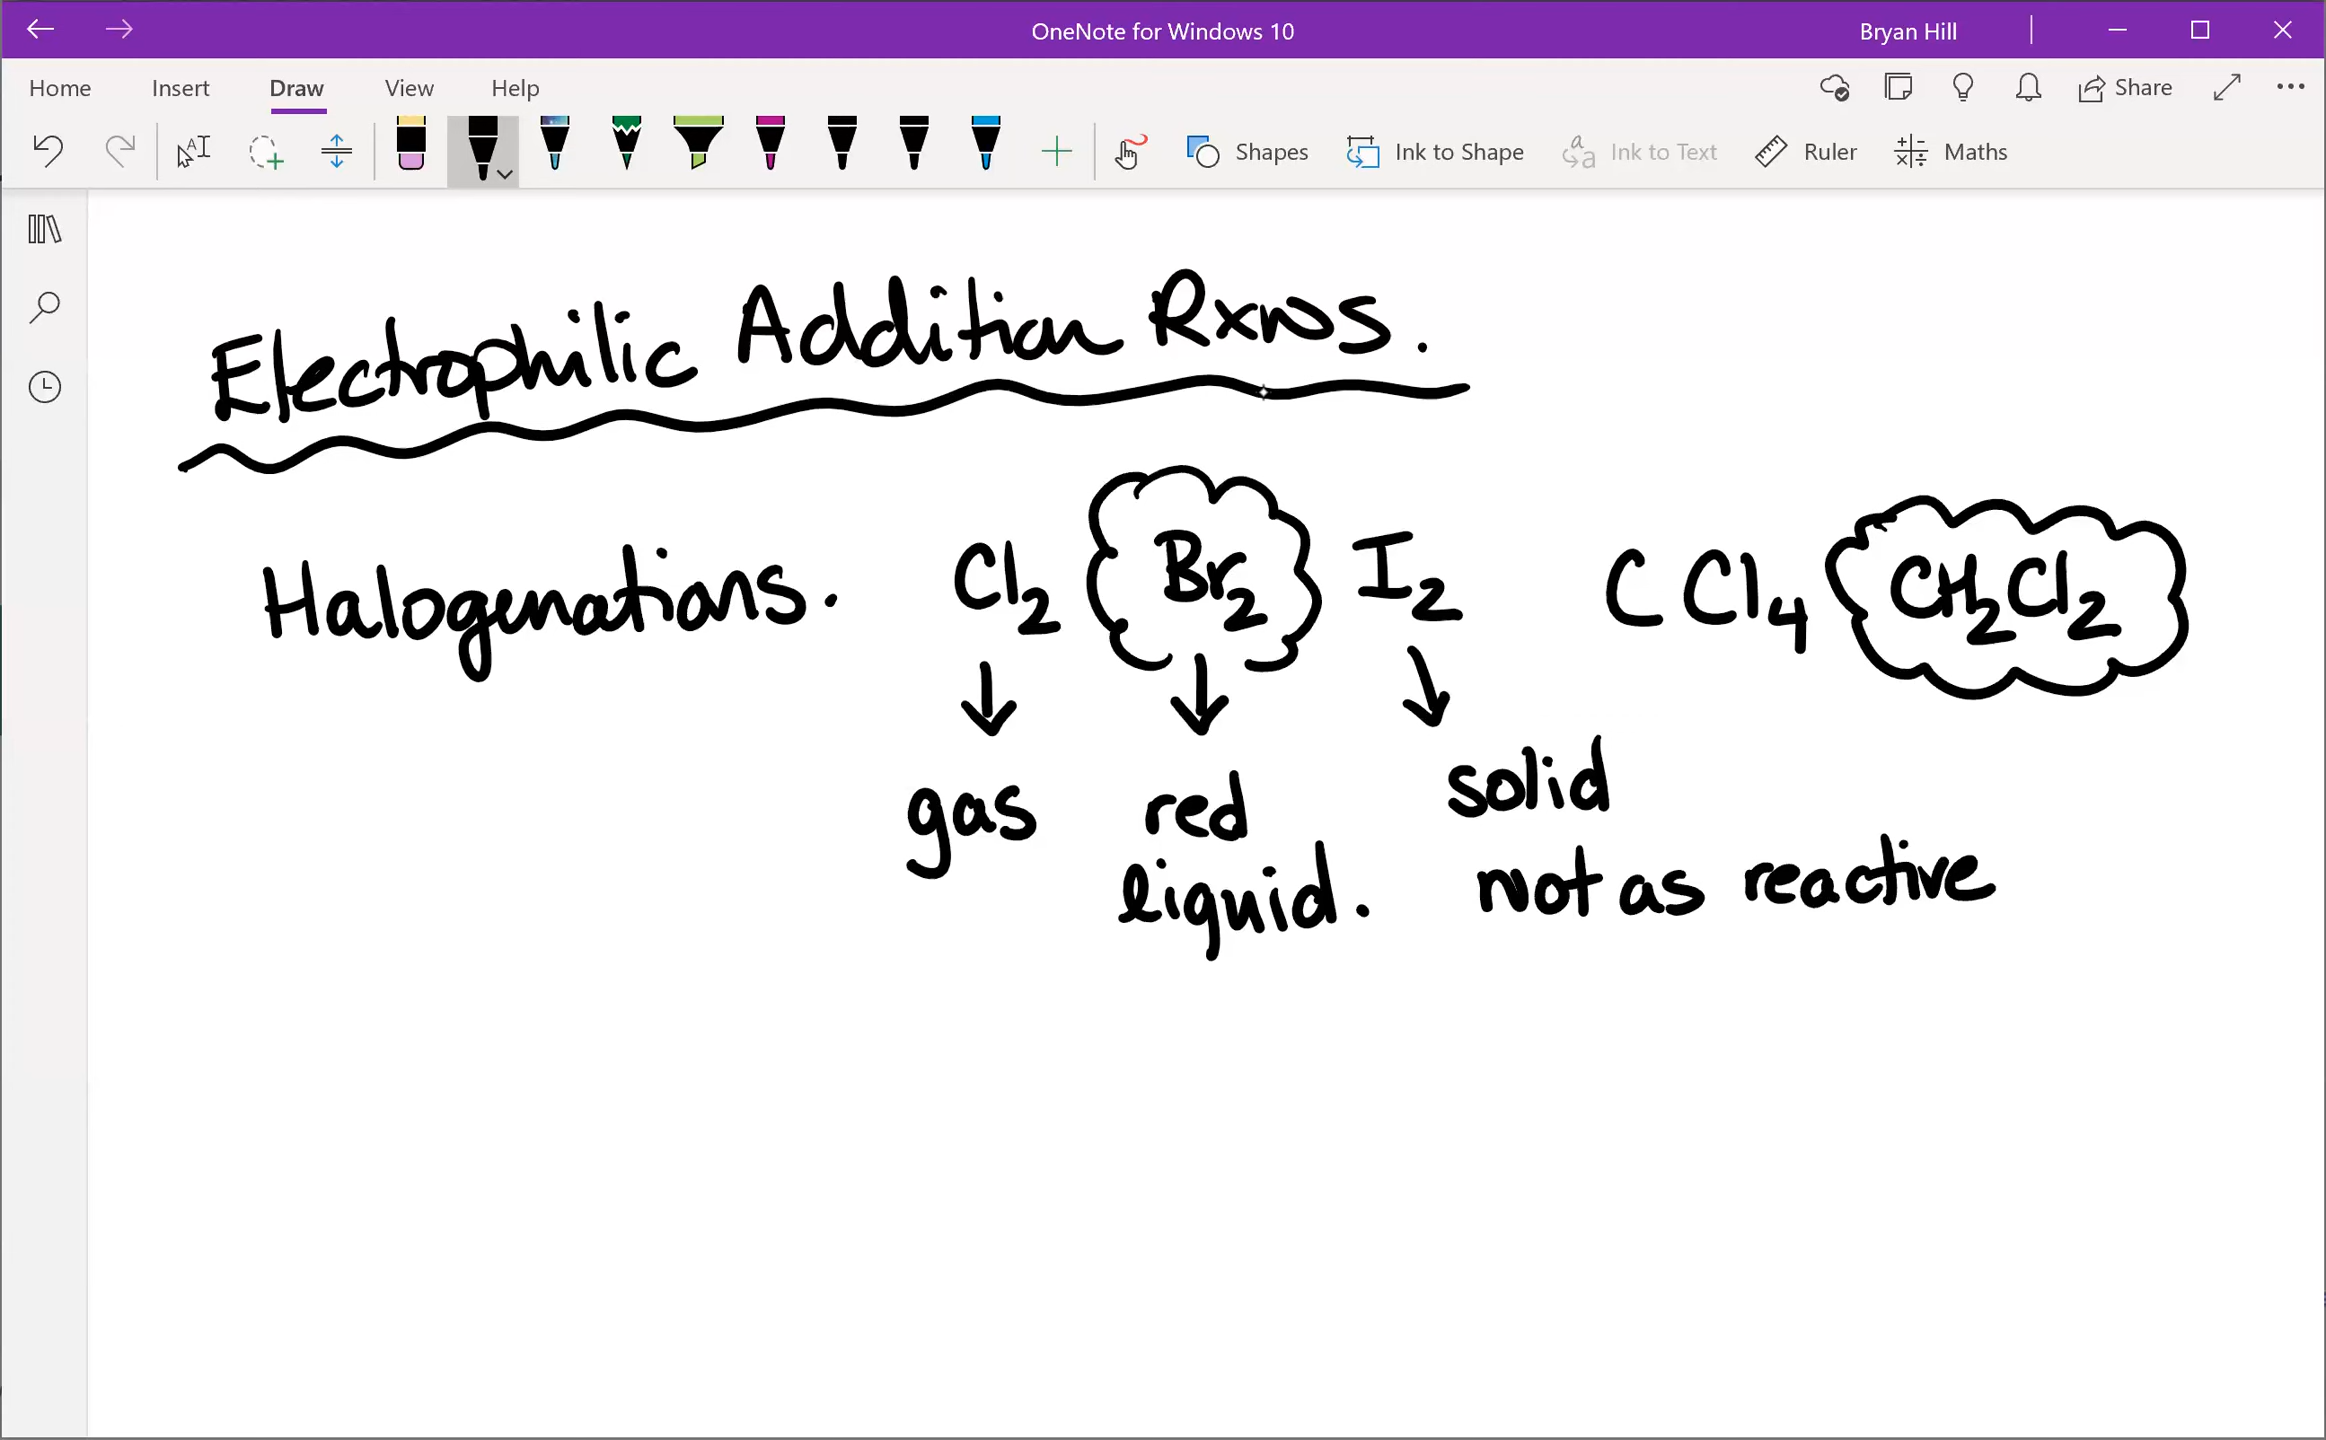 OneNote for Windows 10
Bryan Hill
Home Insert Draw View Help
Share
Shapes Ink to Shape Ink to Text Ruler Maths
Electrophilic Addition Rxns.
Halogenations. Cl2 Br2 I2 CCl4 CH2Cl2
gas red solid
liquid. not as reactive